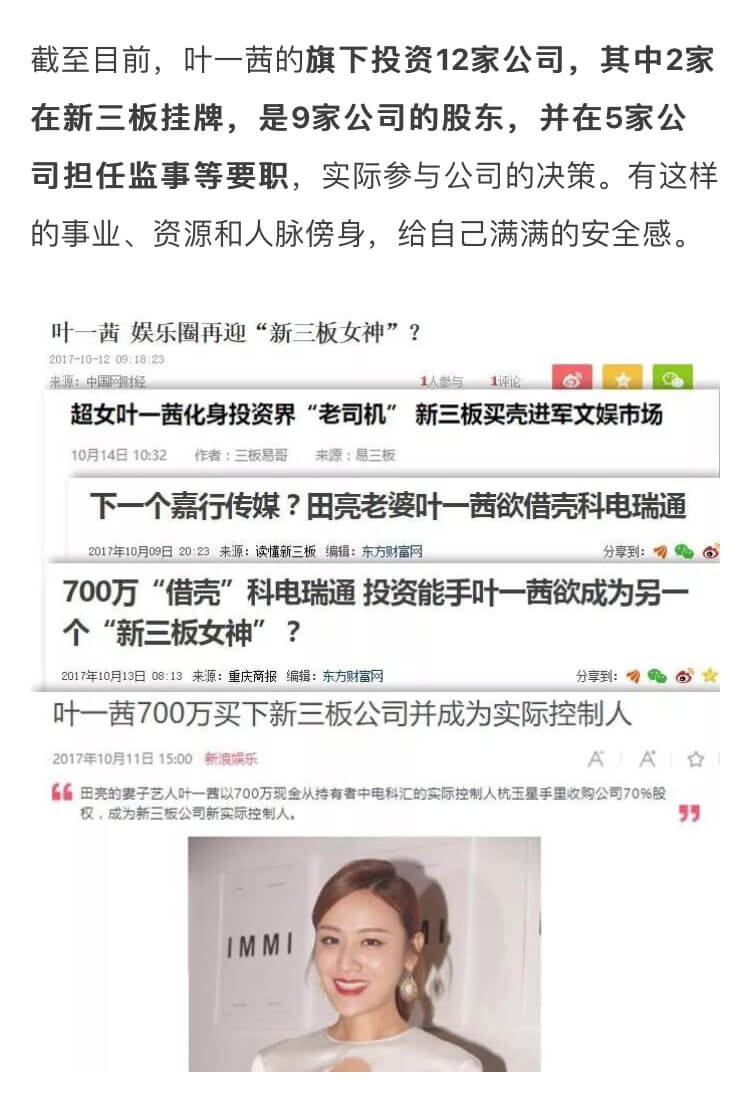 截至目前，叶一茜的旗下投资12家公司，其中2家
在新三板挂牌，是9家公司的股东，并在5家公
司担任监事等要职，实际参与公司的决策。有这样
的事业、资源和人脉傍身，给自己满满的安全感。
叶一茜 娱乐圈再迎“新三板女神”？
2017-10-12 09:18:23
来源：中国网财经 1人参与 1评论
超女叶一茜化身投资界“老司机” 新三板买壳进军文娱市场
10月14日 10:32 作者：三板易哥 来源：易三板
下一个嘉行传媒？田亮老婆叶一茜欲借壳科电瑞通
2017年10月09日 20:23 来源：读懂新三板 编辑：东方财富网 分享到：
700万“借壳”科电瑞通 投资能手叶一茜欲成为另一
个“新三板女神”？
2017年10月13日 08:13 来源：重庆商报 编辑：东方财富网 分享到：
叶一茜700万买下新三板公司并成为实际控制人
2017年10月11日 15:00 新浪娱乐 A- A+
田亮的妻子艺人叶一茜以700万现金从持有者中电科汇的实际控制人杭玉星手里收购公司70%股
权，成为新三板公司新实际控制人。
IMMI
MI